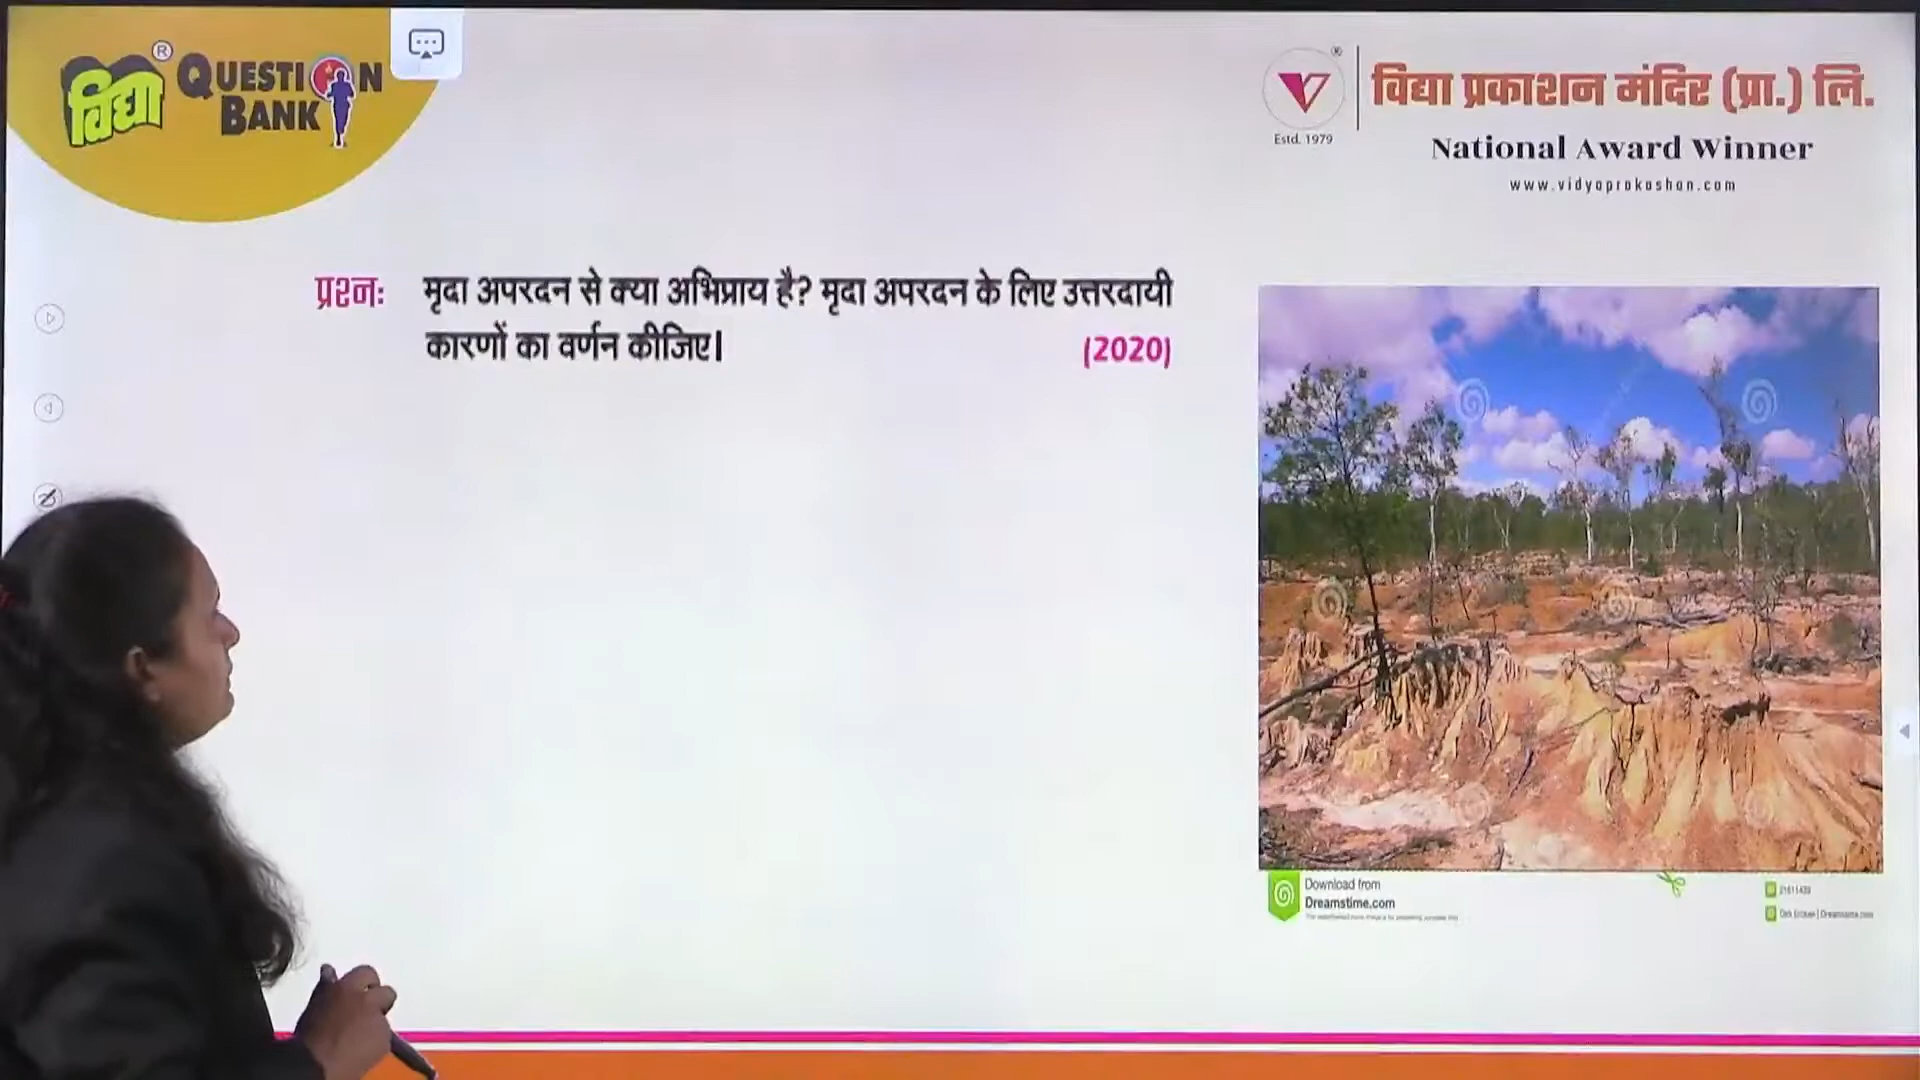 विद्या
®
QUESTION
BANK
®
विद्या प्रकाशन मंदिर (प्रा.) लि.
Estd. 1979
National Award Winner
www.vidyaprakashan.com
प्रश्नः मृदा अपरदन से क्या अभिप्राय है? मृदा अपरदन के लिए उत्तरदायी
कारणों का वर्णन कीजिए। (2020)
Download from
Dreamstime.com